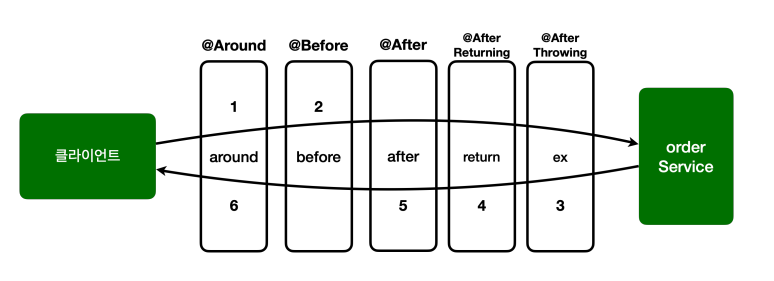 @Around
@Before
@After
@After
Returning
@After
Throwing
1
2
클라이언트
around
before
after
return
ex
order
Service
6
5
4
3